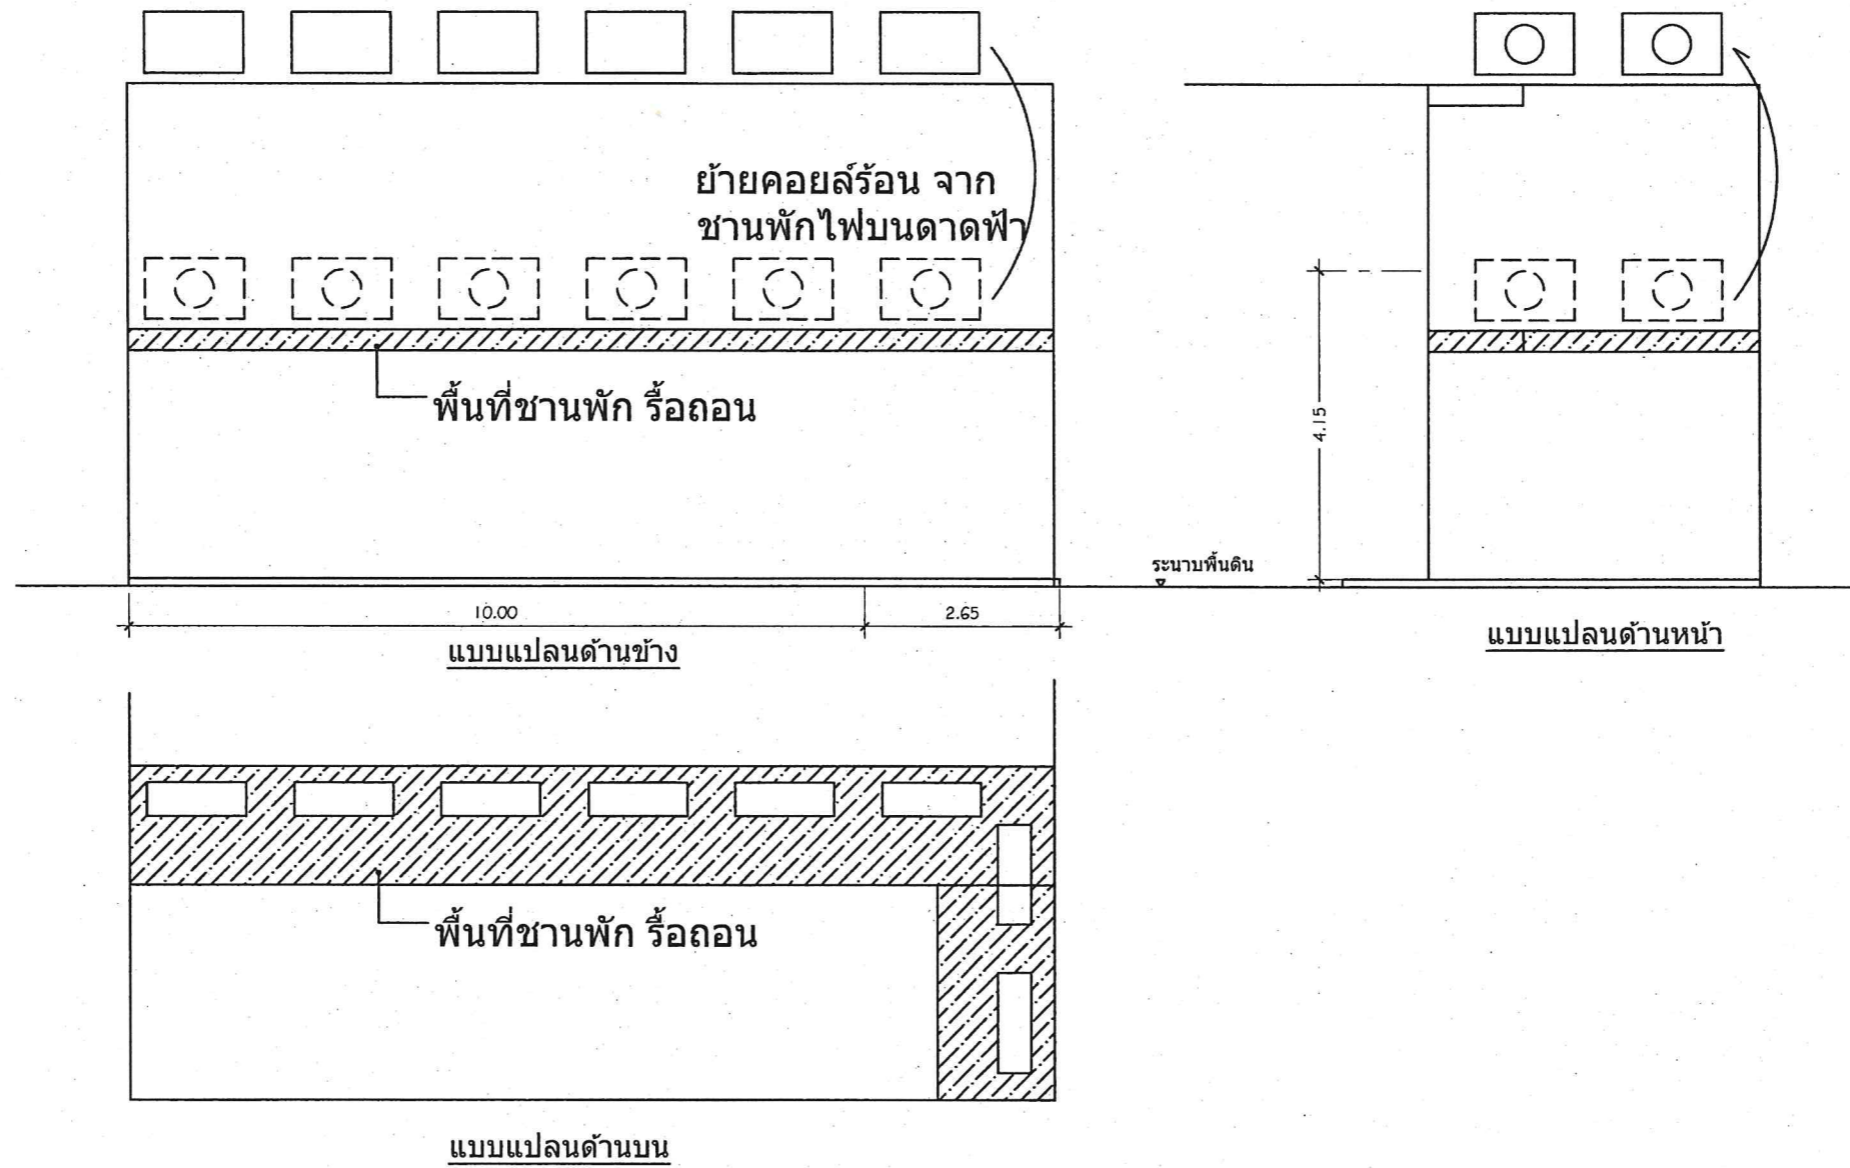 ย้ายคอยล์ร้อน จาก
ชานพักไฟบนดาดฟ้า
พื้นที่ชานพัก รื้อถอน
4.15
ระนาบพื้นดิน
10.00
2.65
แบบแปลนด้านข้าง
แบบแปลนด้านหน้า
พื้นที่ชานพัก รื้อถอน
แบบแปลนด้านบน